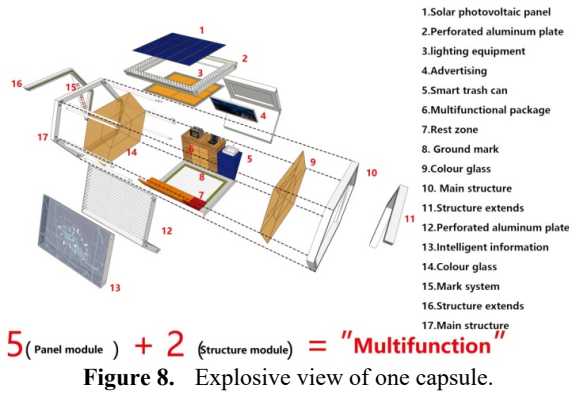 1
2
3
4
5
6
7
8
9
10
11
12
13
14
15°
16
17
1.Solar photovoltaic panel
2.Perforated aluminum plate
3.lighting equipment
4.Advertising
5.Smart trash can
6.Multifunctional package
7.Rest zone
8. Ground mark
9.Colour glass
10. Main structure
11.Structure extends
12.Perforated aluminum plate
13.Intelligent information
14.Colour glass
15.Mark system
16.Structure extends
17.Main structure
5( Panel module ) + 2 (Structure module) = "Multifunction"
Figure 8. Explosive view of one capsule.